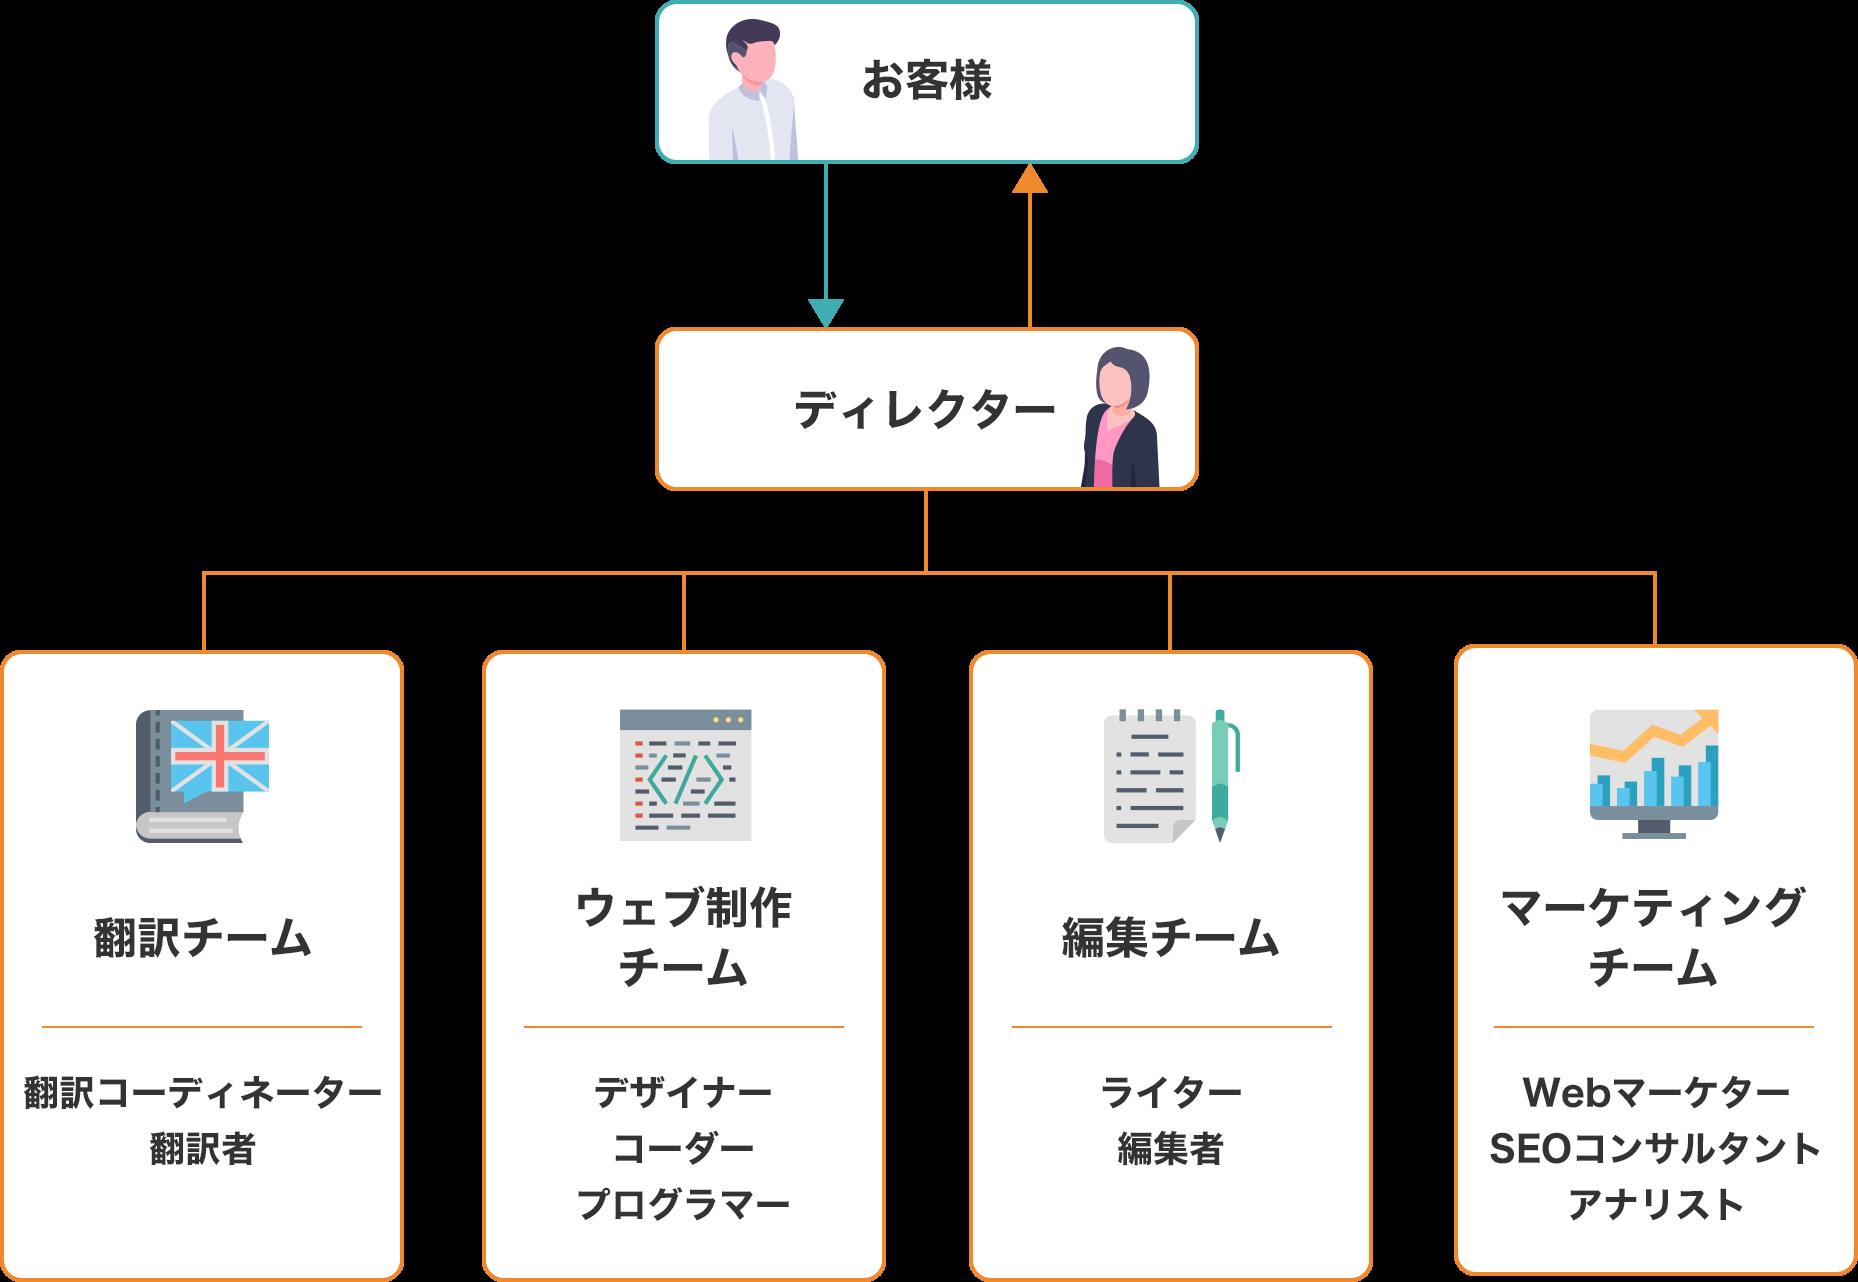 お客様
ディレクター
翻訳チーム
翻訳コーディネーター
翻訳者
ウェブ制作
チーム
デザイナー
コーダー
プログラマー
編集チーム
ライター
編集者
マーケティング
チーム
Webマーケター
SEOコンサルタント
アナリスト